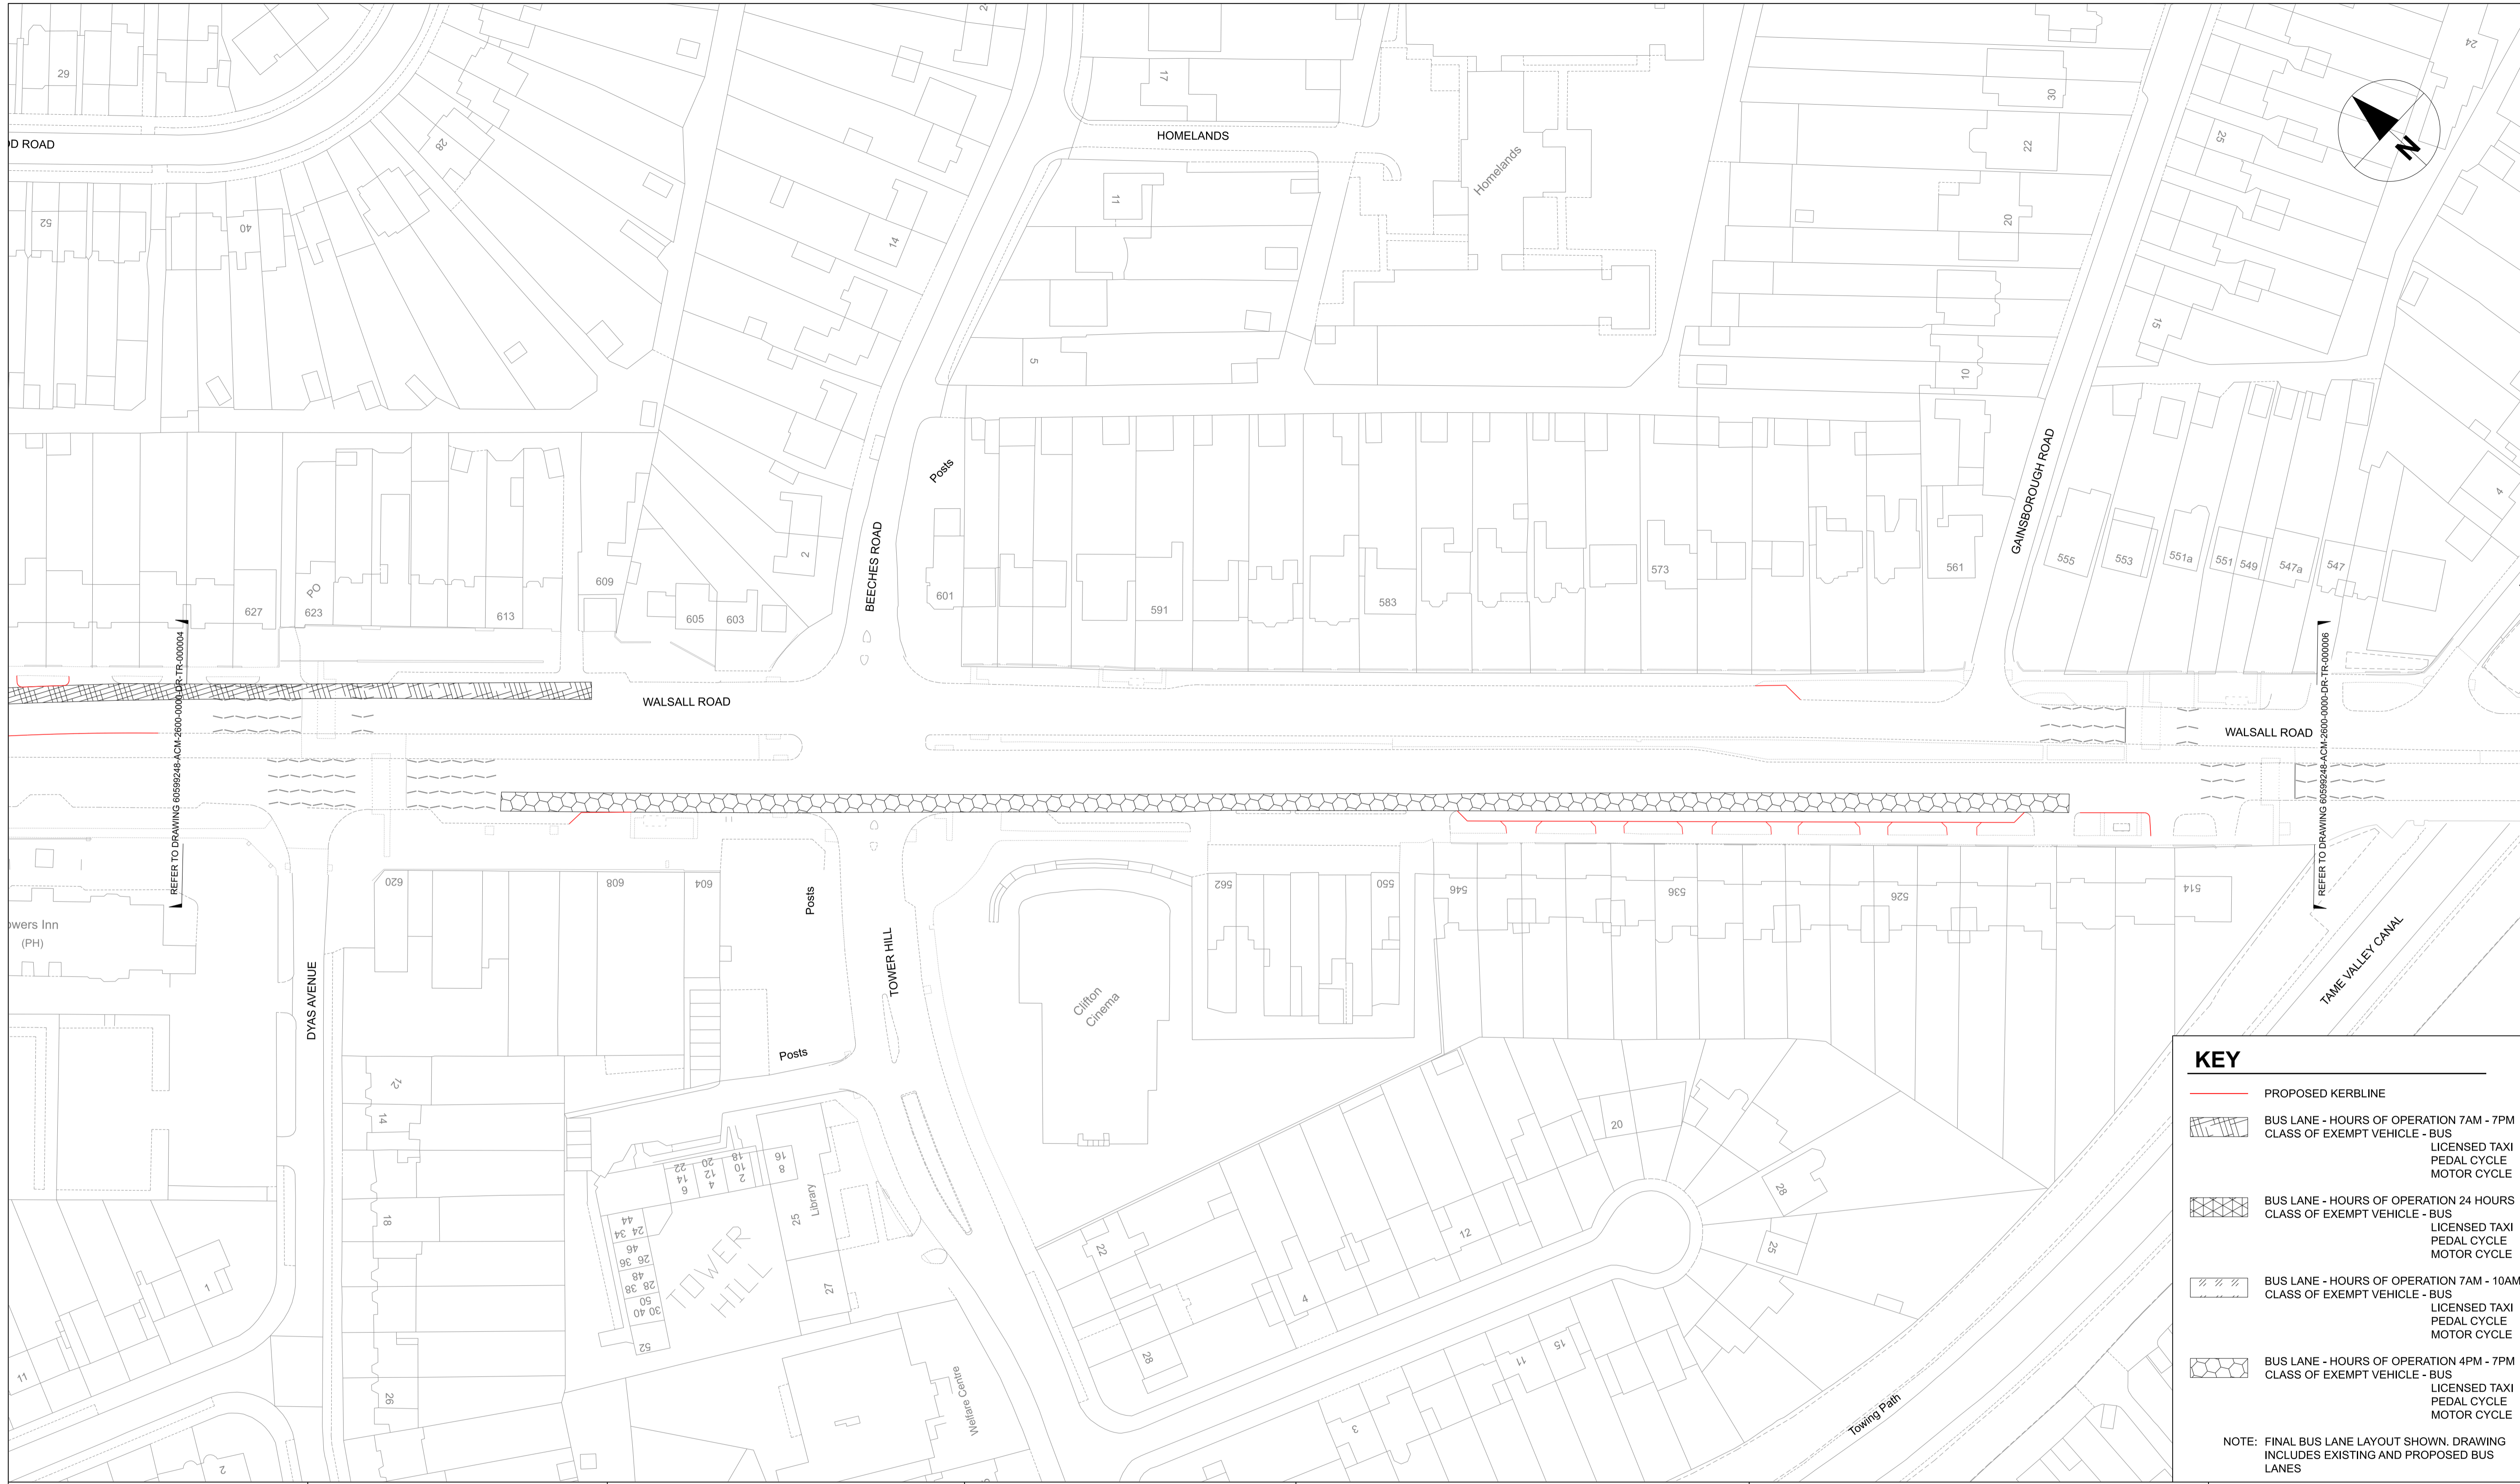 29
28
14
17
30
24
25
22
20
N
OD ROAD
HOMELANDS
Homelands
52
40
11
5
10
15
Posts
BEECHES ROAD
GAINSBOROUGH ROAD
2
4
609
627
PO
623
613
605
603
601
591
583
573
561
555
553
551a
551
549
547a
547
REFER TO DRAWING 60599248-ACM-2600-0000-DR-TR-000004
REFER TO DRAWING 60599248-ACM-2600-0000-DR-TR-000006
WALSALL ROAD
WALSALL ROAD
620
608
604
Posts
562
550
546
536
526
514
owers Inn
(PH)
DYAS AVENUE
TOWER HILL
Clifton
Cinema
TAME VALLEY CANAL
Posts
12
14
18
26
22 20 18 16
14 12 10 8
6 4 2
44
24 34
46
26 36
48
28 38
50
30 40
52
TOWER
HILL
25
Library
27
Welfare Centre
1
11
2
22
28
4
12
20
28
25
3
11
15
Towing Path
KEY
PROPOSED KERBLINE
BUS LANE - HOURS OF OPERATION 7AM - 7PM
CLASS OF EXEMPT VEHICLE - BUS
LICENSED TAXI
PEDAL CYCLE
MOTOR CYCLE
BUS LANE - HOURS OF OPERATION 24 HOURS
CLASS OF EXEMPT VEHICLE - BUS
LICENSED TAXI
PEDAL CYCLE
MOTOR CYCLE
BUS LANE - HOURS OF OPERATION 7AM - 10AM
CLASS OF EXEMPT VEHICLE - BUS
LICENSED TAXI
PEDAL CYCLE
MOTOR CYCLE
BUS LANE - HOURS OF OPERATION 4PM - 7PM
CLASS OF EXEMPT VEHICLE - BUS
LICENSED TAXI
PEDAL CYCLE
MOTOR CYCLE
NOTE: FINAL BUS LANE LAYOUT SHOWN. DRAWING
INCLUDES EXISTING AND PROPOSED BUS
LANES